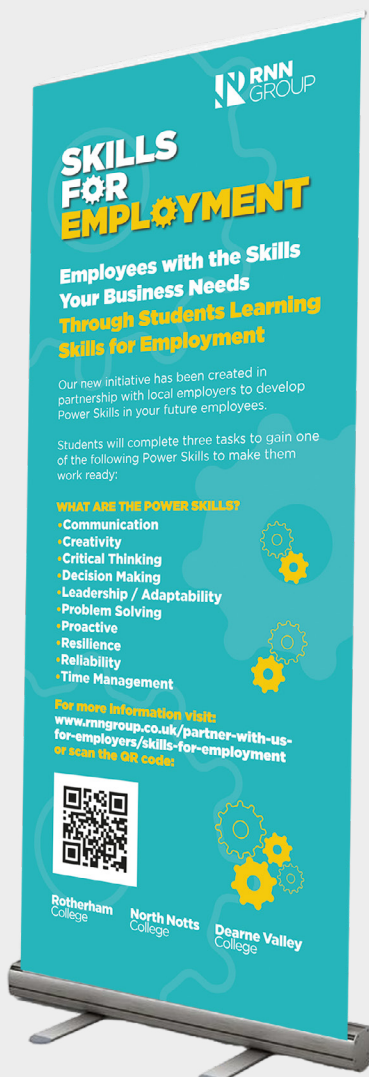 RNN
GROUP
SKILLS
FOR
EMPLOYMENT
Employees with the Skills
Your Business Needs
Through Students Learning
Skills for Employment
Our new initiative has been created in
partnership with local employers to develop
Power Skills in your future employees.
Students will complete three tasks to gain one
of the following Power Skills to make them
work ready:
WHAT ARE THE POWER SKILLS?
•Communication
•Creativity
•Critical Thinking
•Decision Making
•Leadership / Adaptability
•Problem Solving
•Proactive
•Resilience
•Reliability
•Time Management
For more information visit:
www.rnngroup.co.uk/partner-with-us-
for-employers/skills-for-employment
or scan the QR code:
Rotherham
College
North Notts
College
Dearne Valley
College